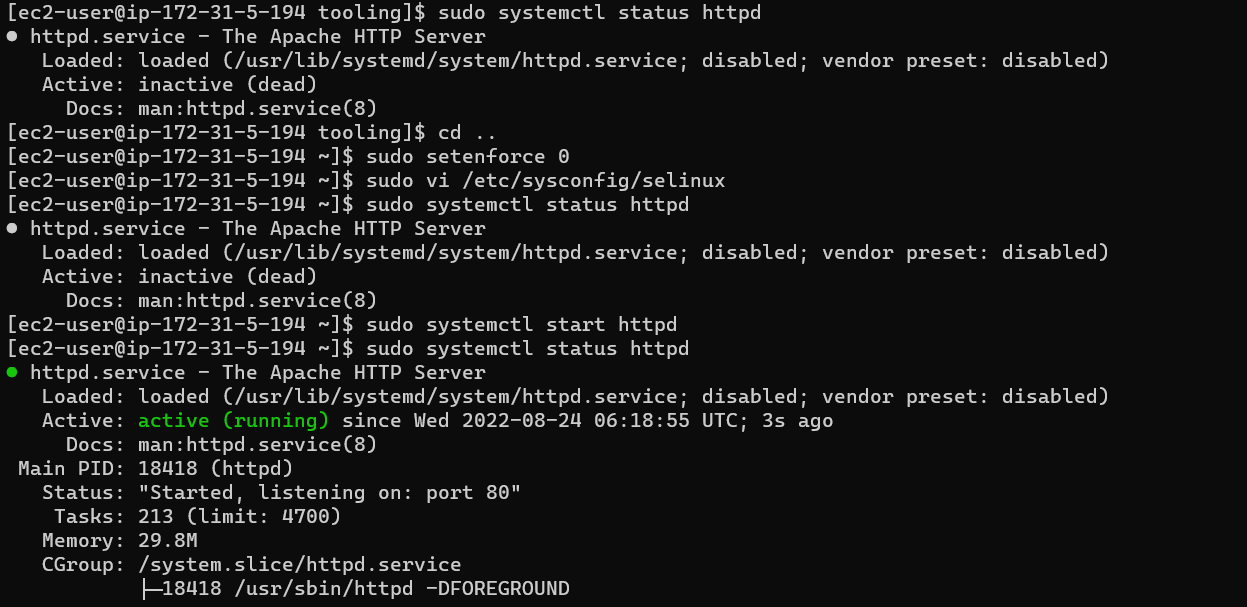 [ec2-user@ip-172-31-5-194 tooling]$ sudo systemctl status httpd
● httpd.service - The Apache HTTP Server
   Loaded: loaded (/usr/lib/systemd/system/httpd.service; disabled; vendor preset: disabled)
   Active: inactive (dead)
     Docs: man:httpd.service(8)
[ec2-user@ip-172-31-5-194 tooling]$ cd ..
[ec2-user@ip-172-31-5-194 ~]$ sudo setenforce 0
[ec2-user@ip-172-31-5-194 ~]$ sudo vi /etc/sysconfig/selinux
[ec2-user@ip-172-31-5-194 ~]$ sudo systemctl status httpd
● httpd.service - The Apache HTTP Server
   Loaded: loaded (/usr/lib/systemd/system/httpd.service; disabled; vendor preset: disabled)
   Active: inactive (dead)
     Docs: man:httpd.service(8)
[ec2-user@ip-172-31-5-194 ~]$ sudo systemctl start httpd
[ec2-user@ip-172-31-5-194 ~]$ sudo systemctl status httpd
● httpd.service - The Apache HTTP Server
   Loaded: loaded (/usr/lib/systemd/system/httpd.service; disabled; vendor preset: disabled)
   Active: active (running) since Wed 2022-08-24 06:18:55 UTC; 3s ago
     Docs: man:httpd.service(8)
 Main PID: 18418 (httpd)
   Status: "Started, listening on: port 80"
    Tasks: 213 (limit: 4700)
   Memory: 29.8M
   CGroup: /system.slice/httpd.service
           ├─18418 /usr/sbin/httpd -DFOREGROUND